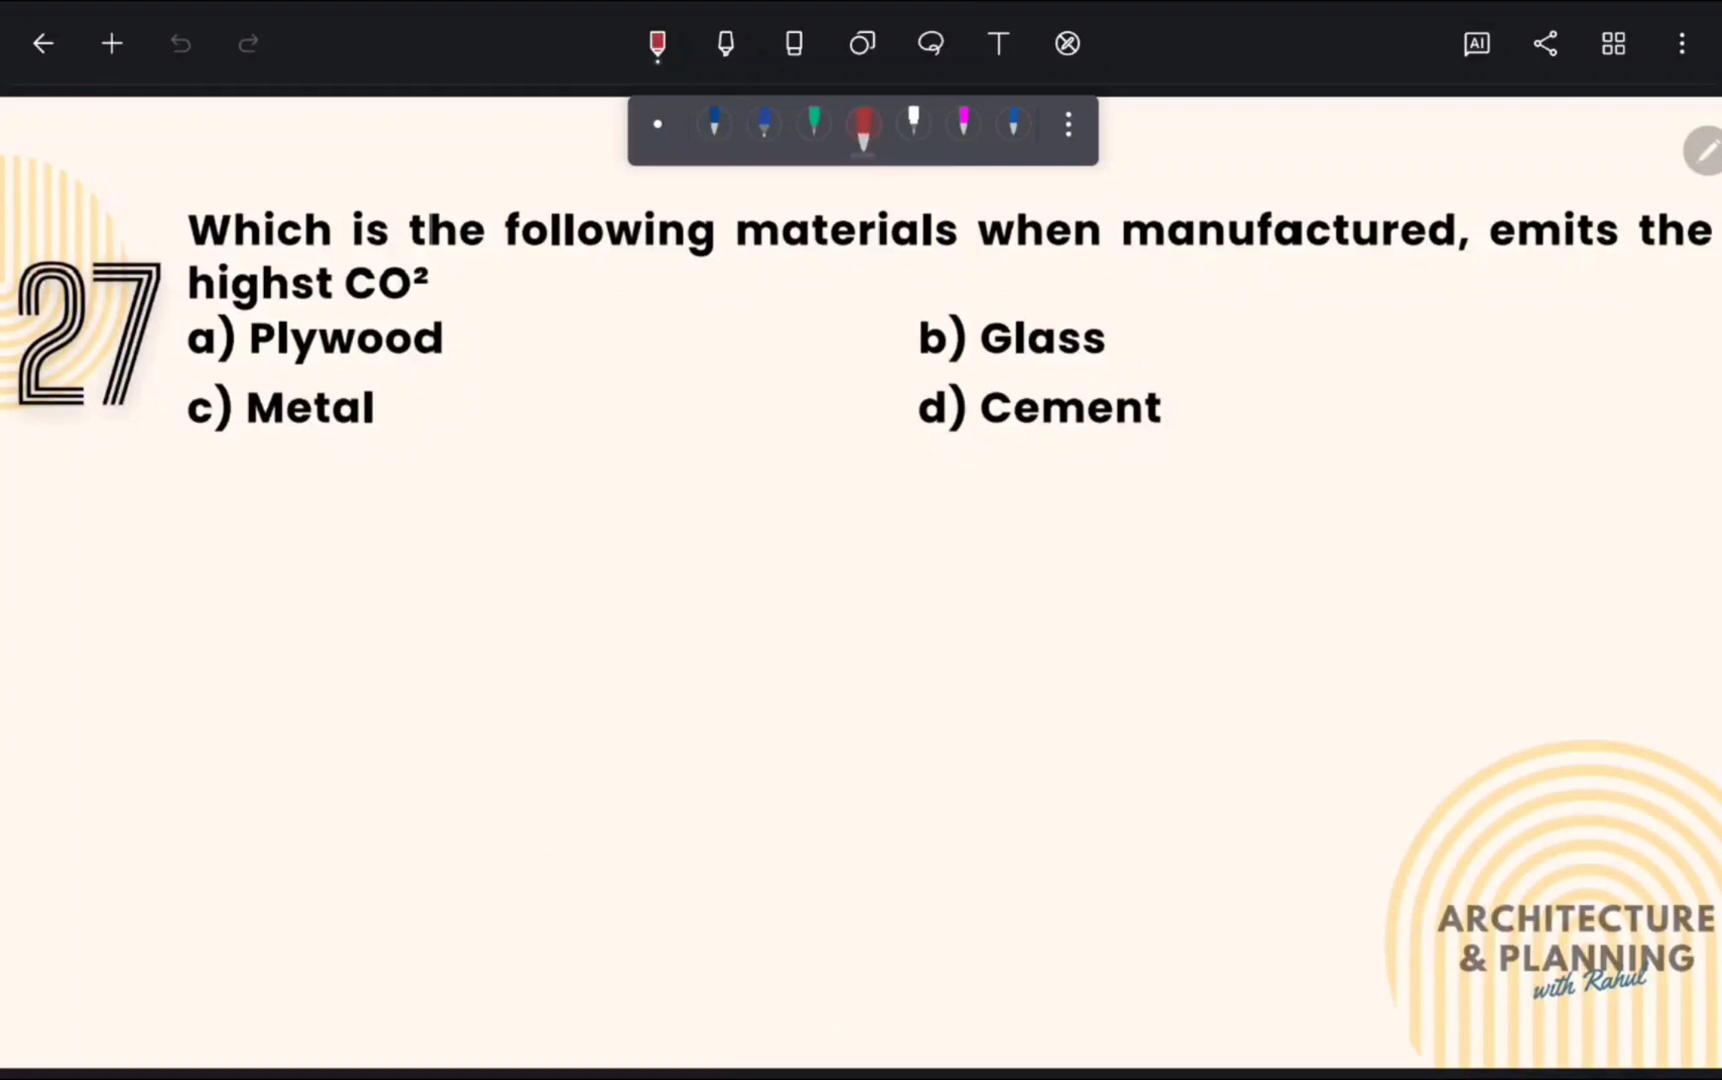 AI
27
Which is the following materials when manufactured, emits the
highst CO²
a) Plywood
b) Glass
c) Metal
d) Cement
ARCHITECTURE
& PLANNING
with Rahul